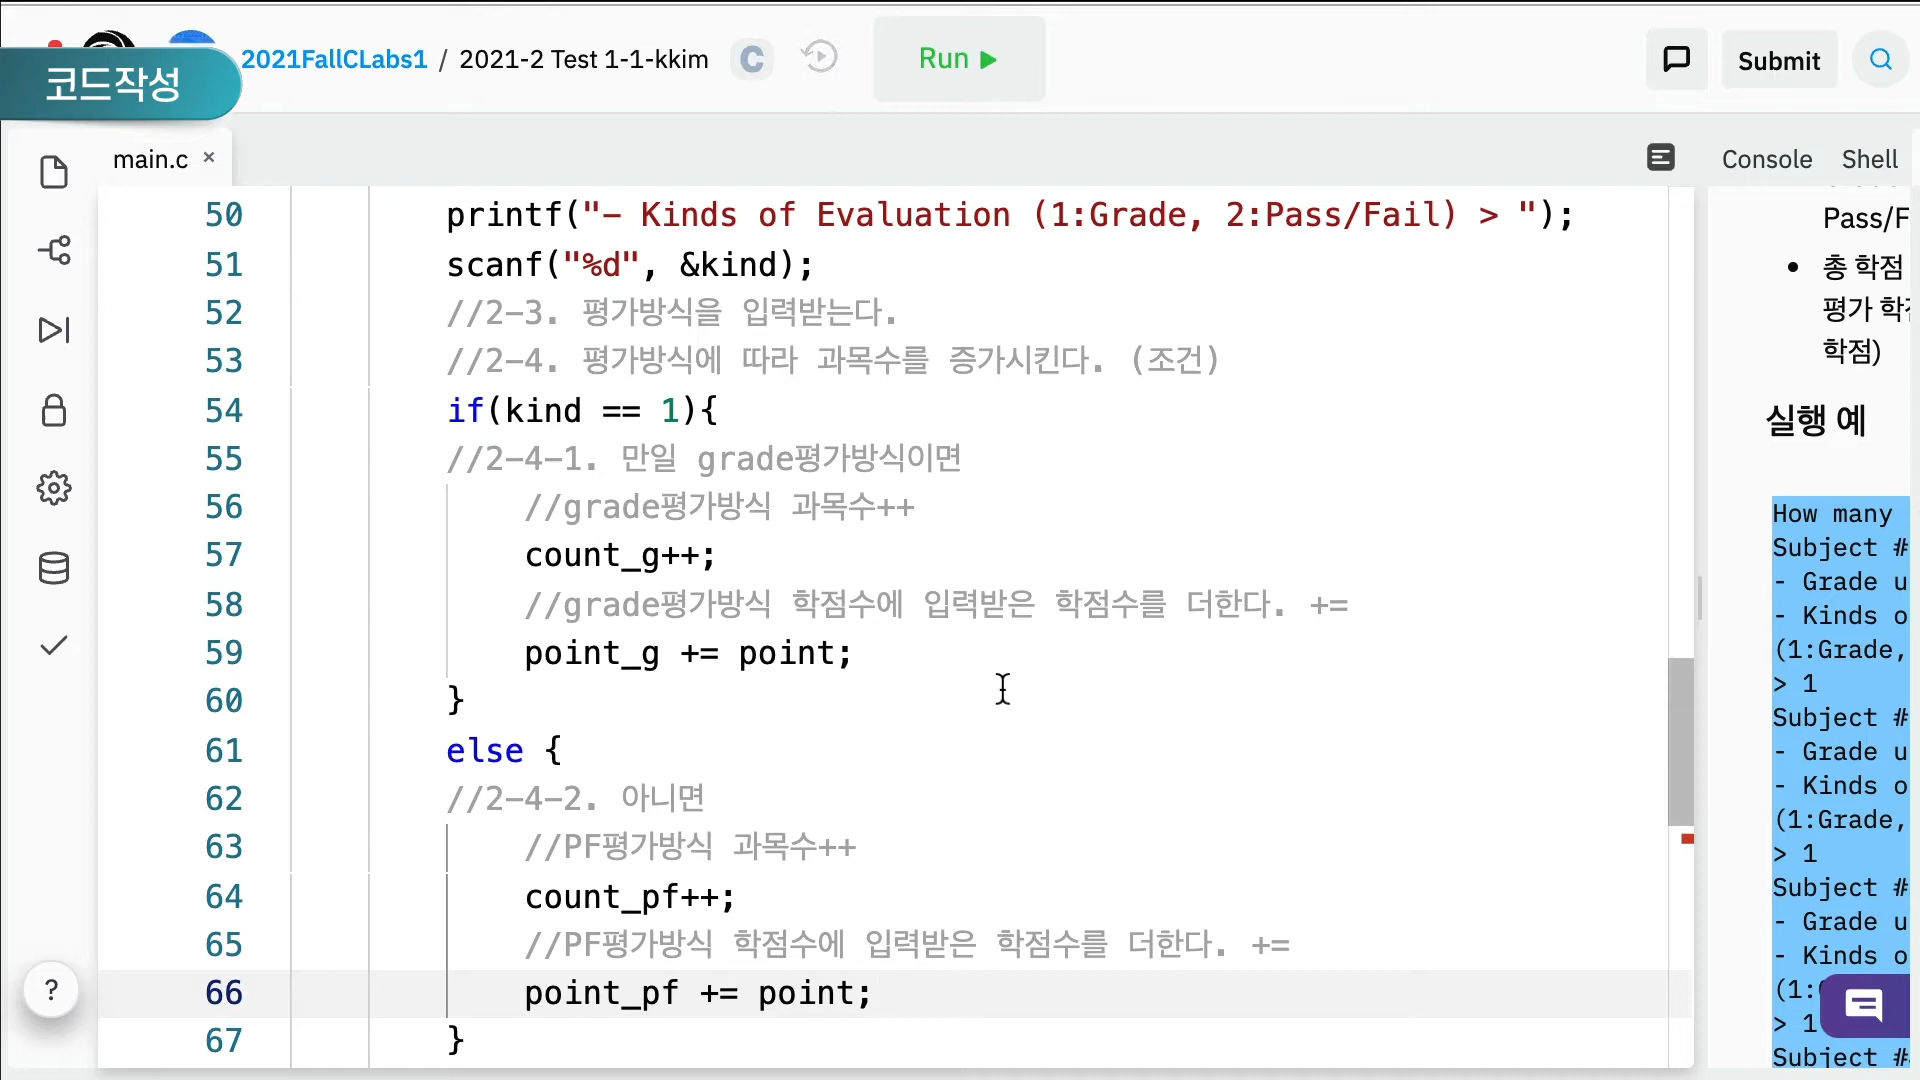 코드작성
2021FallCLabs1 / 2021-2 Test 1-1-kkim C
Run
Submit
main.c ×
Console Shell
50 printf("- Kinds of Evaluation (1:Grade, 2:Pass/Fail) > ");
51 scanf("%d", &kind);
52 //2-3. 평가방식을 입력받는다.
53 //2-4. 평가방식에 따라 과목수를 증가시킨다. (조건)
54 if(kind == 1){
55 //2-4-1. 만일 grade평가방식이면
56 //grade평가방식 과목수++
57 count_g++;
58 //grade평가방식 학점수에 입력받은 학점수를 더한다. +=
59 point_g += point;
60 }
61 else {
62 //2-4-2. 아니면
63 //PF평가방식 과목수++
64 count_pf++;
65 //PF평가방식 학점수에 입력받은 학점수를 더한다. +=
66 point_pf += point;
67 }
?
Pass/F
• 총 학점
평가 학
학점)
실행 예
How many
Subject #
- Grade u
- Kinds o
(1:Grade,
> 1
Subject #
- Grade u
- Kinds o
(1:Grade,
> 1
Subject #
- Grade u
- Kinds o
(1:
> 1
Subject #